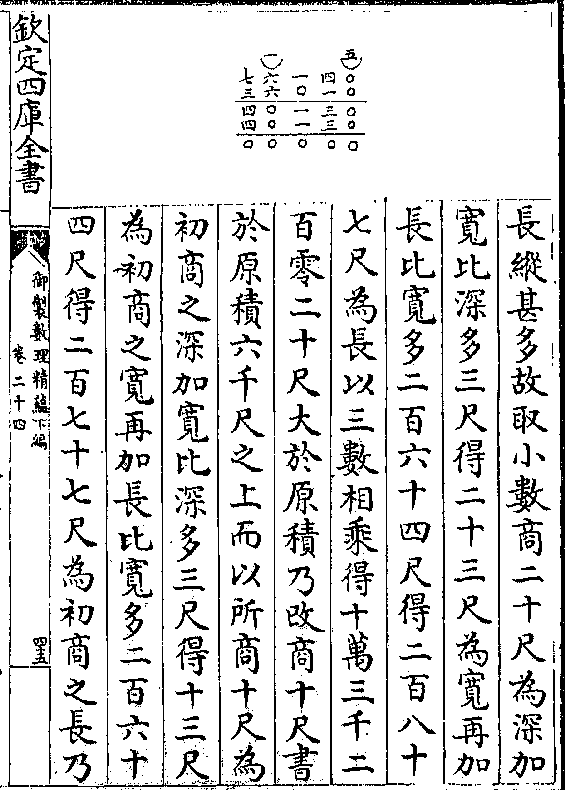 五〇〇〇〇〇
四一三三〇
一〇一一〇
一六六〇〇〇
七三四四〇
長縱甚多故取小數商二十尺為深加
寬比深多三尺得二十三尺為寬再加
長比寬多二百六十四尺得二百八十
七尺為長以三數相乘得十萬三千二
百零二十尺大於原積乃改商十尺書
於原積六千尺之上而以所商十尺為
初商之深加寬比深多三尺得十三尺
為初商之寬再加長比寬多二百六十
四尺得二百七十七尺為初商之長乃
欽定四庫全書
御製數理精蘊下編
卷二十四
四五